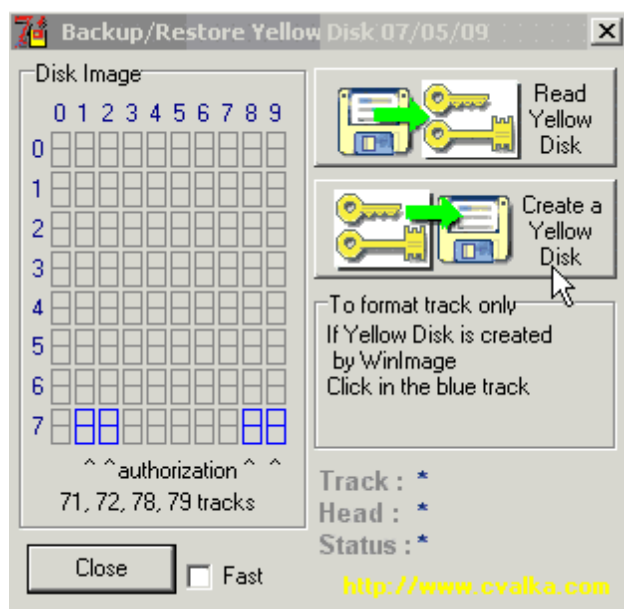 Backup/Restore Yellow Disk 07/05/09
Disk Image
0 1 2 3 4 5 6 7 8 9
0
1
2
3
4
5
6
7
^ ^authorization ^ ^
71, 72, 78, 79 tracks
Close
Fast
Read
Yellow
Disk
Create a
Yellow
Disk
To format track only
If Yellow Disk is created
by WinImage
Click in the blue track
Track : *
Head : *
Status : *
http://www.cvalka.com